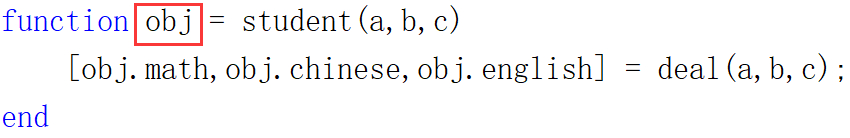 function obj = student(a,b,c)
[obj.math,obj.chinese,obj.english] = deal(a,b,c);
end